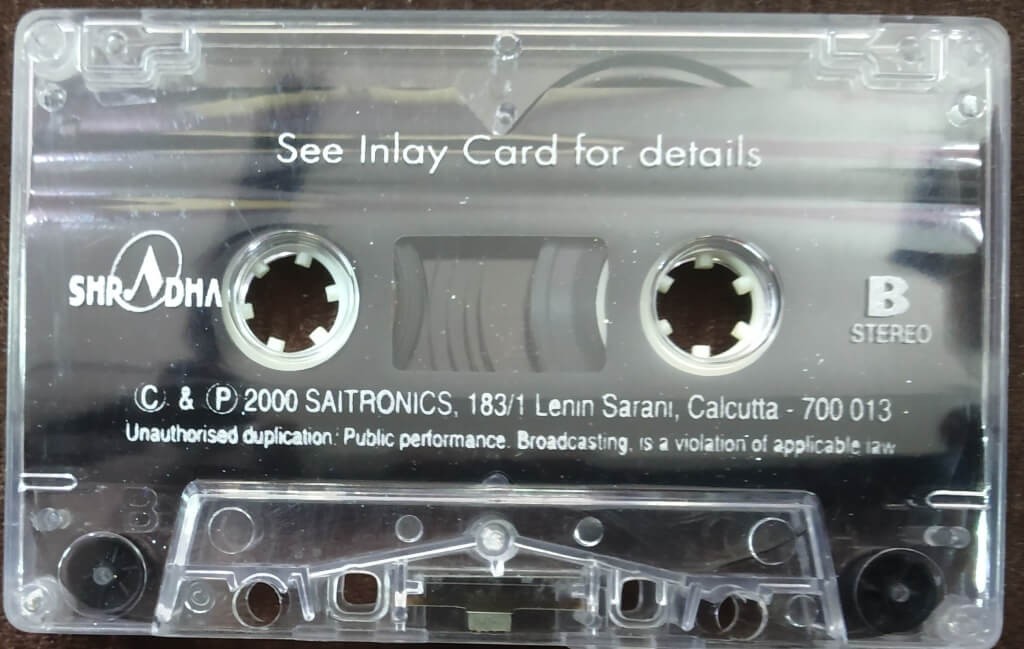 See Inlay Card for details
SHRADHA
B
STEREO
Ⓒ & Ⓟ 2000 SAITRONICS, 183/1 Lenin Sarani, Calcutta - 700 013
Unauthorised duplication. Public performance. Broadcasting, is a violation of applicable law
B